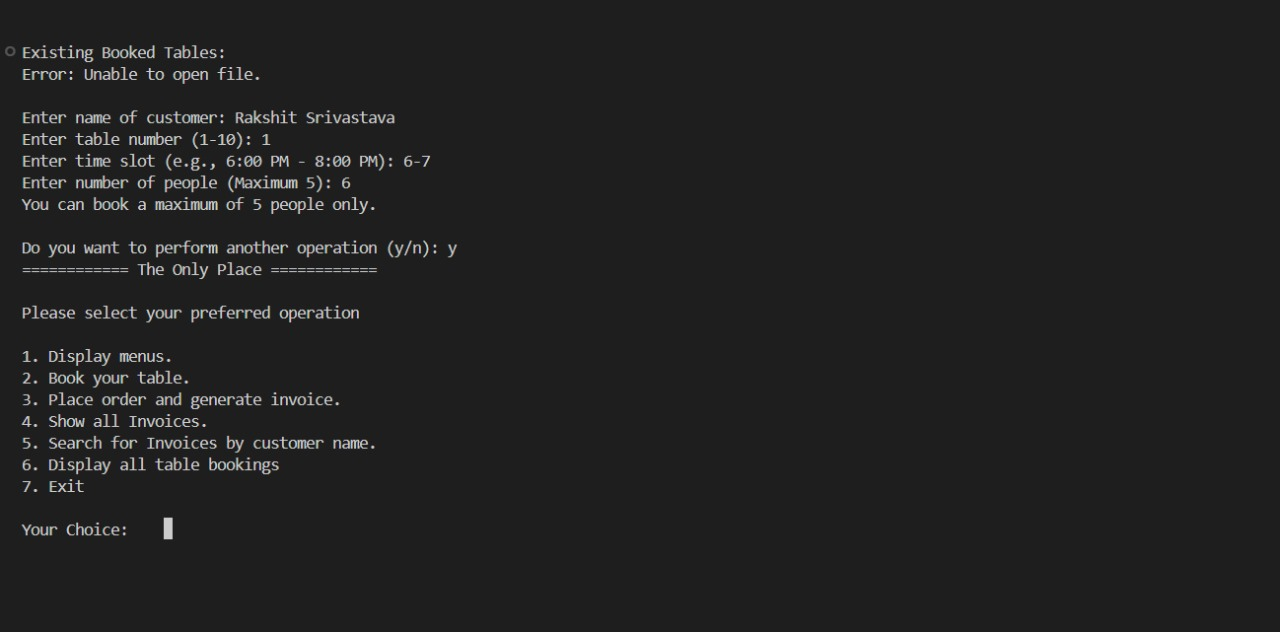 Existing Booked Tables:
Error: Unable to open file.
Enter name of customer: Rakshit Srivastava
Enter table number (1-10): 1
Enter time slot (e.g., 6:00 PM - 8:00 PM): 6-7
Enter number of people (Maximum 5): 6
You can book a maximum of 5 people only.
Do you want to perform another operation (y/n): y
============ The Only Place ============
Please select your preferred operation
1. Display menus.
2. Book your table.
3. Place order and generate invoice.
4. Show all Invoices.
5. Search for Invoices by customer name.
6. Display all table bookings
7. Exit
Your Choice: